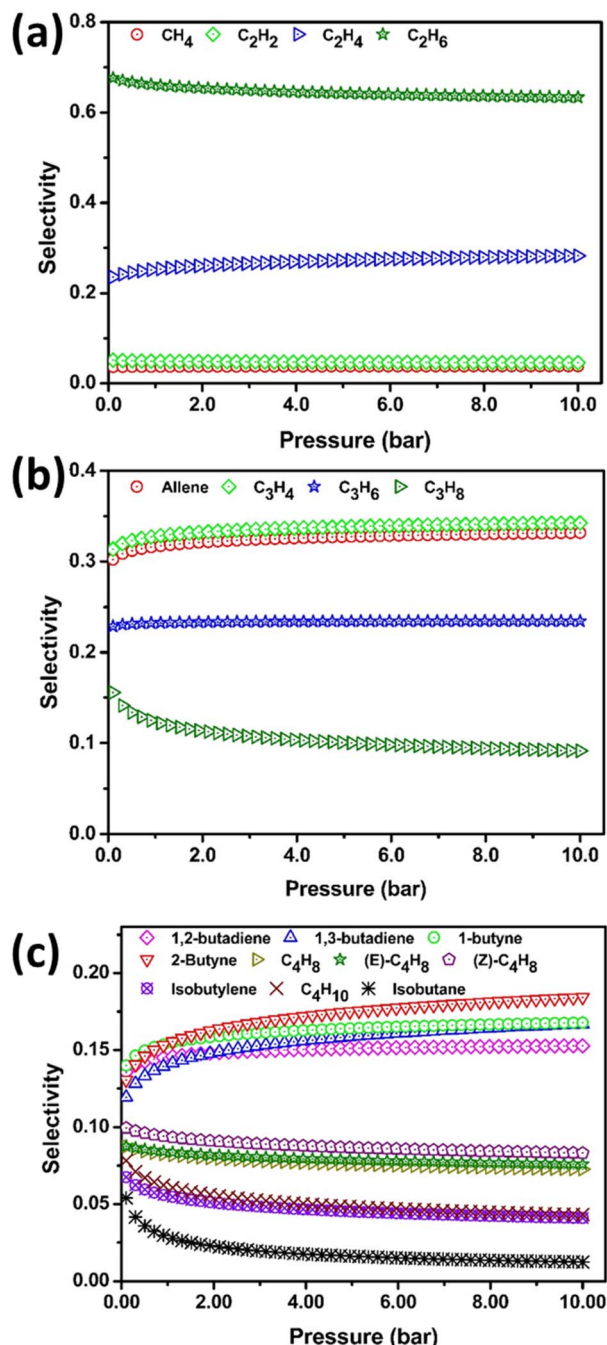 (a)
CH4 C2H2 C2H4 C2H6
0.8
0.6
0.4
0.2
0.0
Selectivity
0.0 2.0 4.0 6.0 8.0 10.0
Pressure (bar)
(b)
Allene C3H4 C3H6 C3H8
0.4
0.3
0.2
0.1
0.0
Selectivity
0.0 2.0 4.0 6.0 8.0 10.0
Pressure (bar)
(c)
1,2-butadiene 1,3-butadiene 1-butyne
2-Butyne C4H8 (E)-C4H8 (Z)-C4H8
Isobutylene C4H10 Isobutane
0.20
0.15
0.10
0.05
0.00
Selectivity
0.00 2.00 4.00 6.00 8.00 10.00
Pressure (bar)